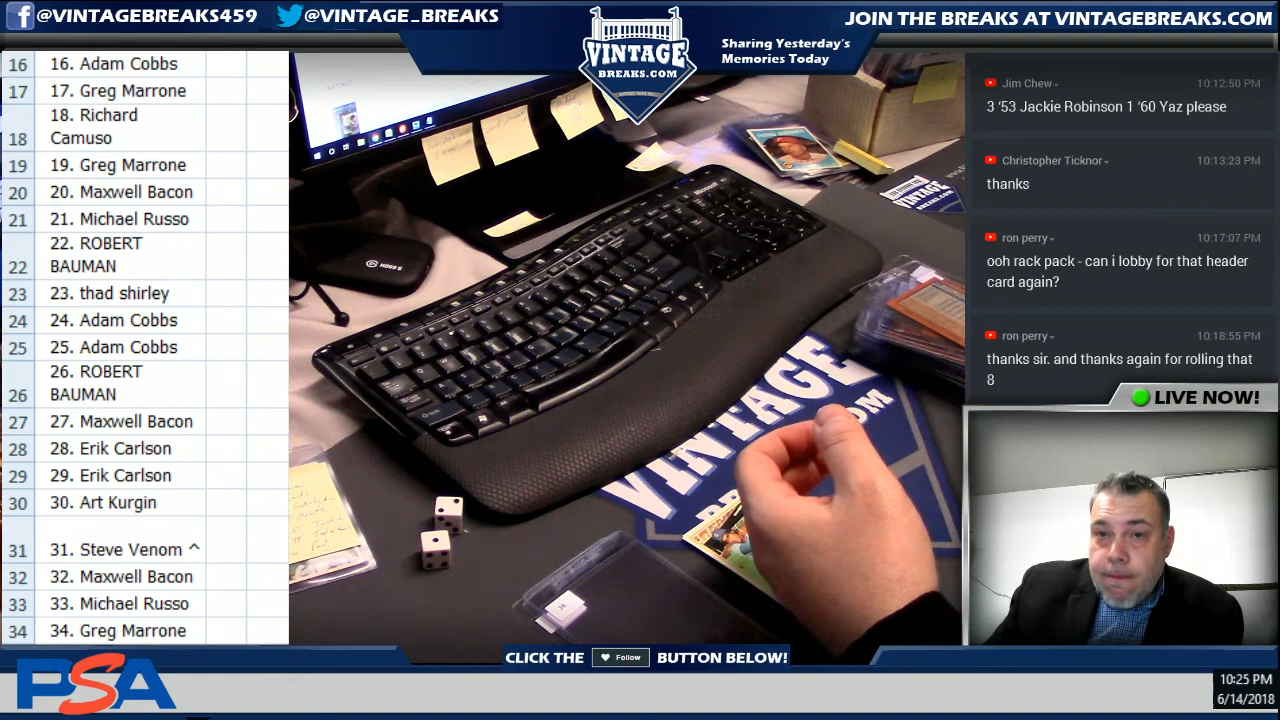 @VINTAGEBREAKS459
@VINTAGE_BREAKS
VINTAGE
BREAKS.COM
Sharing Yesterday's
Memories Today
JOIN THE BREAKS AT VINTAGEBREAKS.COM
16 16. Adam Cobbs
17 17. Greg Marrone
18. Richard
18 Camuso
19 19. Greg Marrone
20 20. Maxwell Bacon
21 21. Michael Russo
22. ROBERT
22 BAUMAN
23 23. thad shirley
24 24. Adam Cobbs
25 25. Adam Cobbs
26. ROBERT
26 BAUMAN
27 27. Maxwell Bacon
28 28. Erik Carlson
29 29. Erik Carlson
30 30. Art Kurgin
31 31. Steve Venom ^
32 32. Maxwell Bacon
33 33. Michael Russo
34 34. Greg Marrone
Microsoft
VINTAGE
BREAKS.COM
HD60 S
VINTAGE
.COM
Jim Chew 10:12:50 PM
3 ‘53 Jackie Robinson 1 ‘60 Yaz please
Christopher Ticknor 10:13:23 PM
thanks
ron perry 10:17:07 PM
ooh rack pack - can i lobby for that header
card again?
ron perry 10:18:55 PM
thanks sir. and thanks again for rolling that
8
LIVE NOW!
CLICK THE Follow BUTTON BELOW!
PSA
10:25 PM
6/14/2018